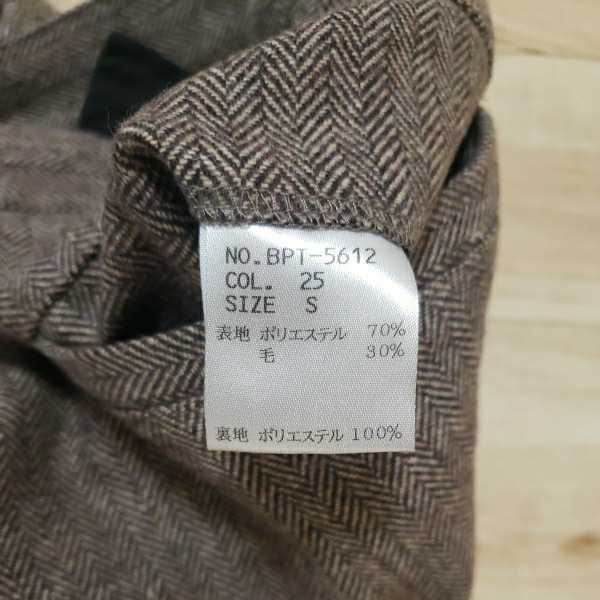 NO.BPT-5612
COL. 25
SIZE S
表地 ポリエステル 70%
毛 30%
裏地 ポリエステル 100%